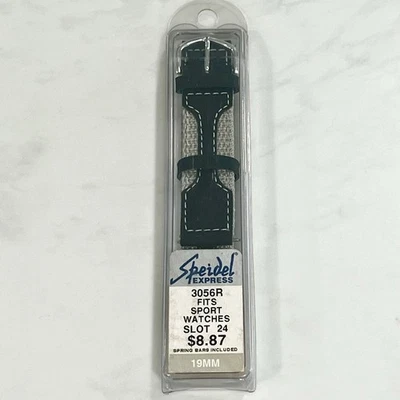 Speidel
EXPRESS
3056R
FITS
SPORT
WATCHES
SLOT 24
$8.87
SPRING BARS INCLUDED
19MM